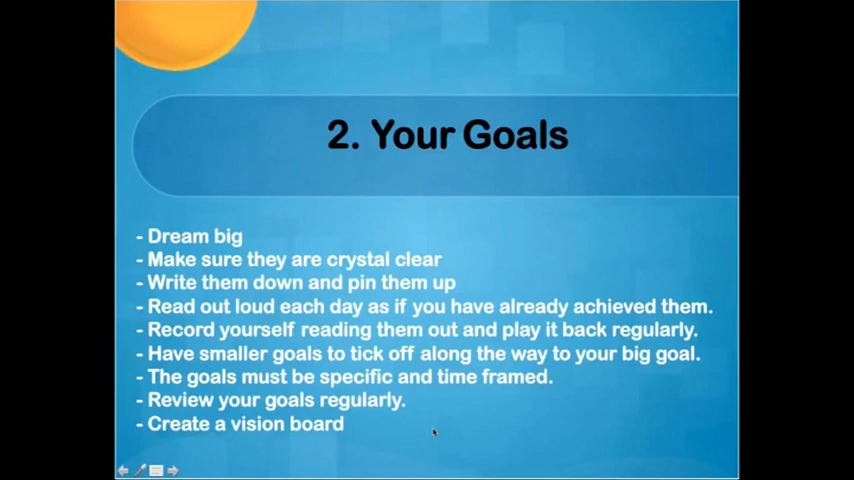 2. Your Goals
- Dream big
- Make sure they are crystal clear
- Write them down and pin them up
- Read out loud each day as if you have already achieved them.
- Record yourself reading them out and play it back regularly.
- Have smaller goals to tick off along the way to your big goal.
- The goals must be specific and time framed.
- Review your goals regularly.
- Create a vision board